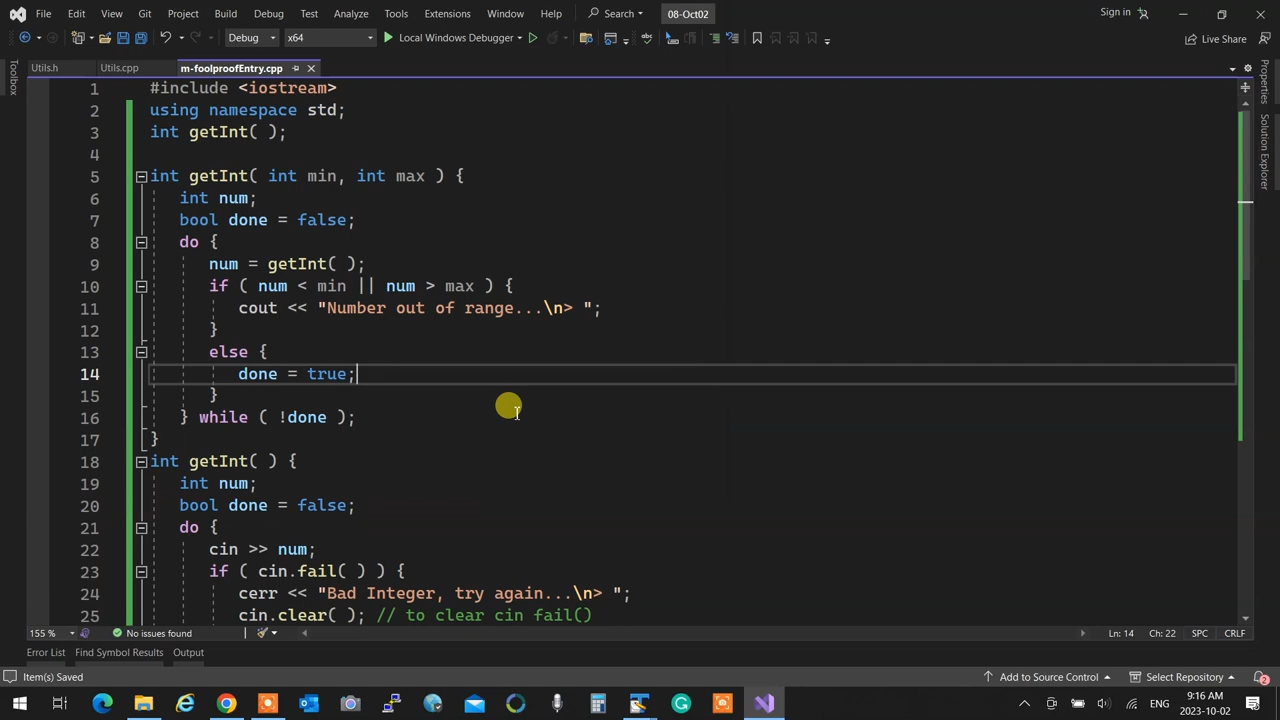 File Edit View Git Project Build Debug Test Analyze Tools Extensions Window Help Search 08-Oct02 Sign in
Debug x64 Local Windows Debugger Live Share
Utils.h Utils.cpp m-foolproofEntry.cpp
Toolbox
Properties
Solution Explorer
1 #include <iostream>
2 using namespace std;
3 int getInt( );
4
5 int getInt( int min, int max ) {
6 int num;
7 bool done = false;
8 do {
9 num = getInt( );
10 if ( num < min || num > max ) {
11 cout << "Number out of range...\n> ";
12 }
13 else {
14 done = true;
15 }
16 } while ( !done );
17 }
18 int getInt( ) {
19 int num;
20 bool done = false;
21 do {
22 cin >> num;
23 if ( cin.fail( ) ) {
24 cerr << "Bad Integer, try again...\n> ";
25 cin.clear( ); // to clear cin fail()
155 % No issues found Ln: 14 Ch: 22 SPC CRLF
Error List Find Symbol Results Output
Item(s) Saved Add to Source Control Select Repository 2
ENG 9:16 AM
2023-10-02